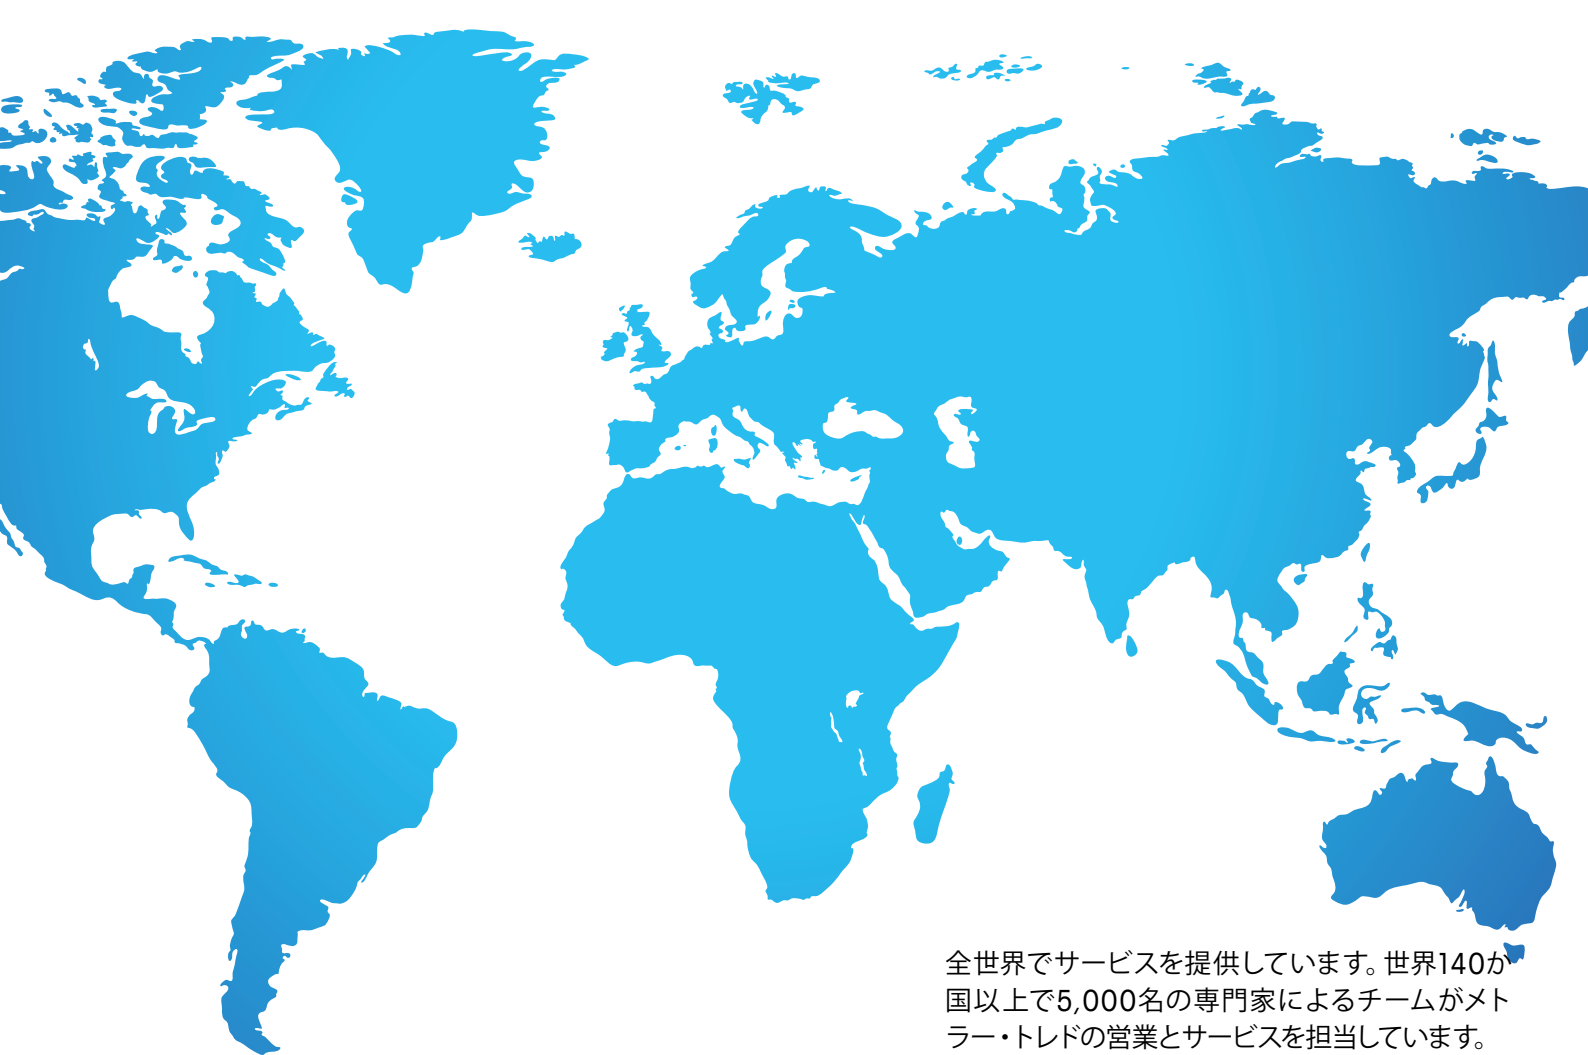 全世界でサービスを提供しています。世界140か
国以上で5,000名の専門家によるチームがメト
ラー・トレドの営業とサービスを担当しています。